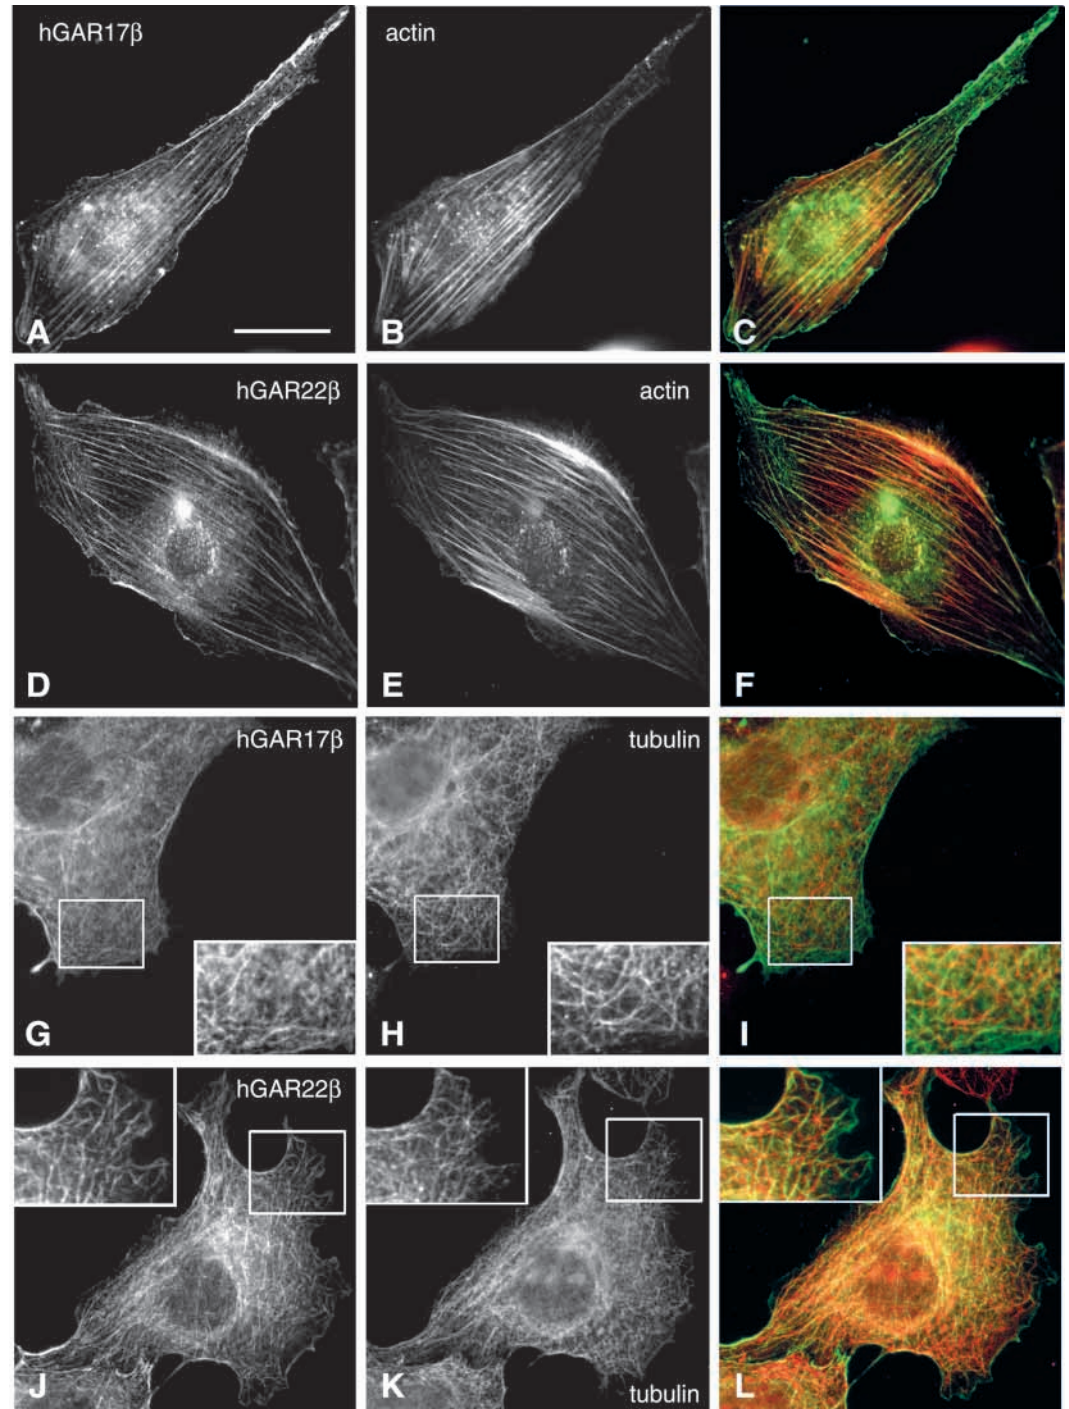 hGAR17β
actin
A
B
C
hGAR22β
actin
D
E
F
hGAR17β
tubulin
G
H
I
hGAR22β
J
K
tubulin
L